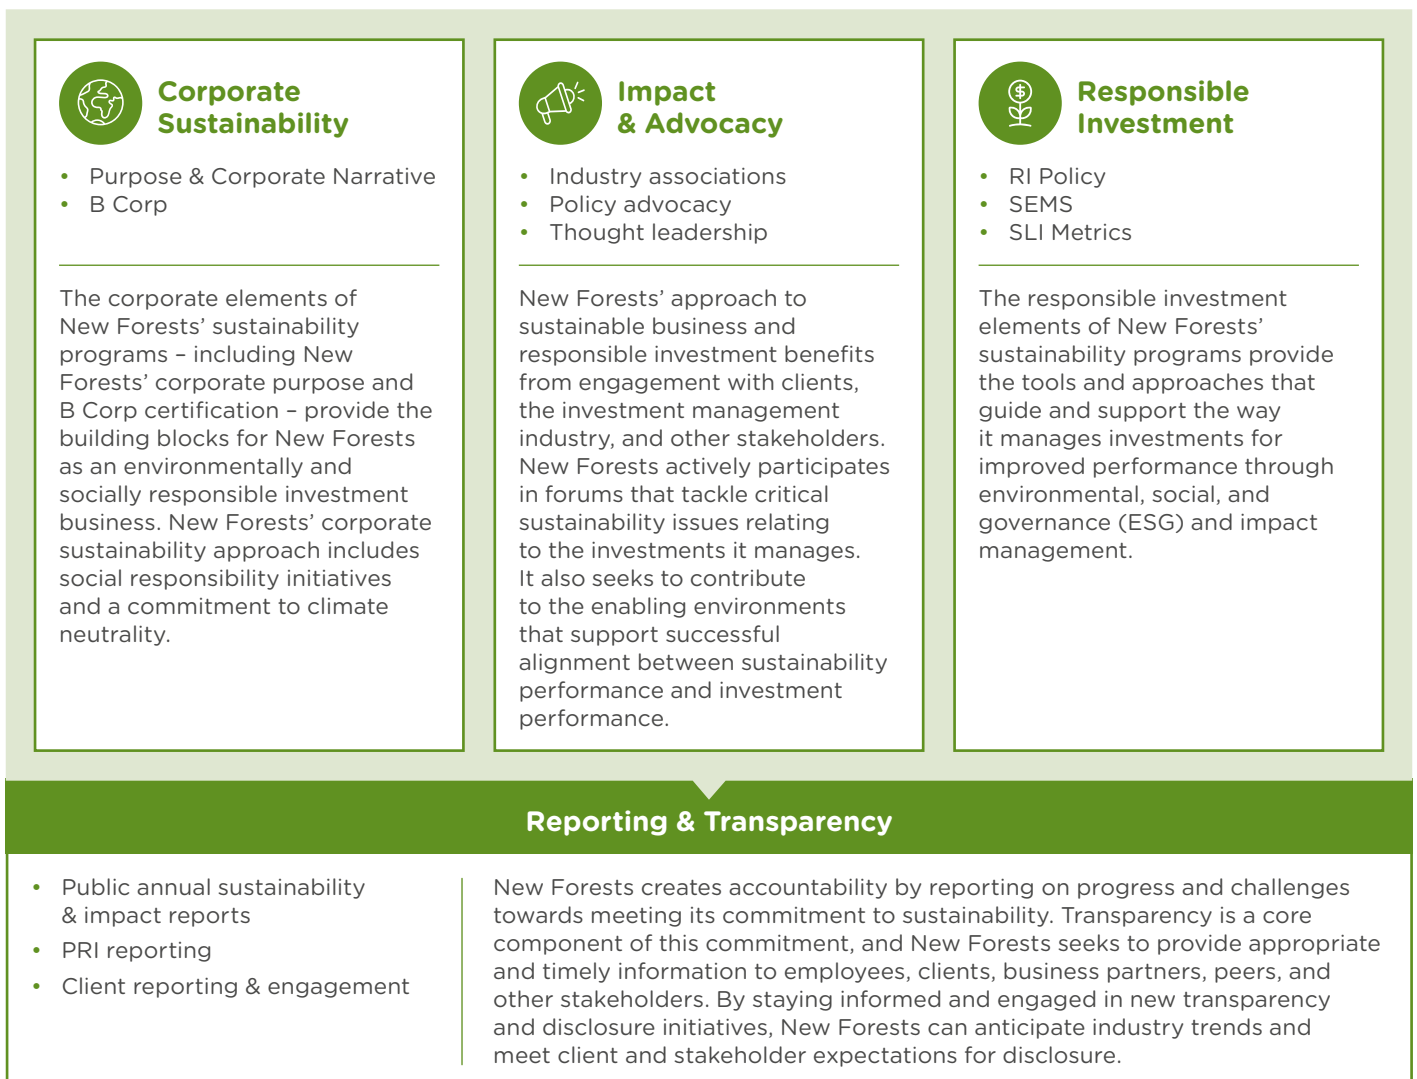 Corporate
Sustainability
• Purpose & Corporate Narrative
• B Corp
The corporate elements of
New Forests’ sustainability
programs – including New
Forests’ corporate purpose and
B Corp certification – provide the
building blocks for New Forests
as an environmentally and
socially responsible investment
business. New Forests’ corporate
sustainability approach includes
social responsibility initiatives
and a commitment to climate
neutrality.
Impact
& Advocacy
• Industry associations
• Policy advocacy
• Thought leadership
New Forests’ approach to
sustainable business and
responsible investment benefits
from engagement with clients,
the investment management
industry, and other stakeholders.
New Forests actively participates
in forums that tackle critical
sustainability issues relating
to the investments it manages.
It also seeks to contribute
to the enabling environments
that support successful
alignment between sustainability
performance and investment
performance.
$
Responsible
Investment
• RI Policy
• SEMS
• SLI Metrics
The responsible investment
elements of New Forests’
sustainability programs provide
the tools and approaches that
guide and support the way
it manages investments for
improved performance through
environmental, social, and
governance (ESG) and impact
management.
Reporting & Transparency
• Public annual sustainability
& impact reports
• PRI reporting
• Client reporting & engagement
New Forests creates accountability by reporting on progress and challenges
towards meeting its commitment to sustainability. Transparency is a core
component of this commitment, and New Forests seeks to provide appropriate
and timely information to employees, clients, business partners, peers, and
other stakeholders. By staying informed and engaged in new transparency
and disclosure initiatives, New Forests can anticipate industry trends and
meet client and stakeholder expectations for disclosure.